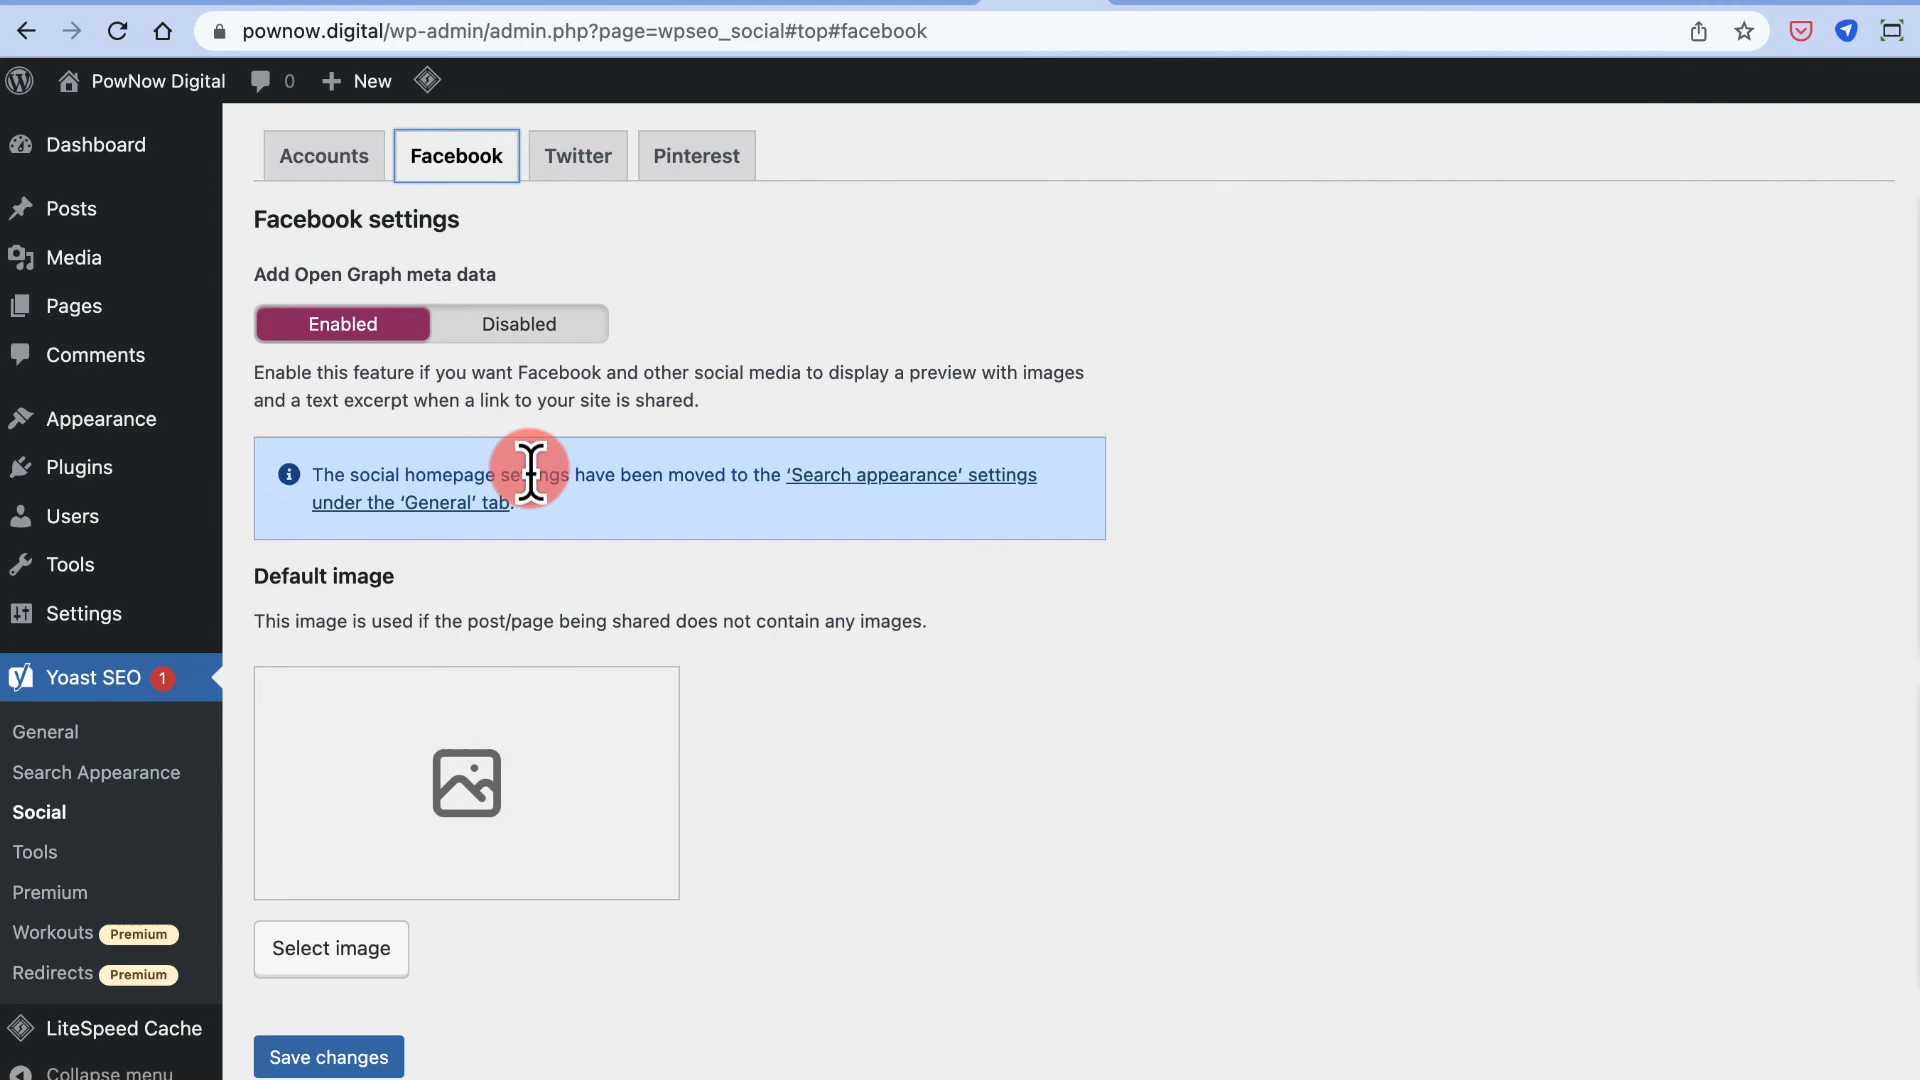 pownow.digital/wp-admin/admin.php?page=wpseo_social#top#facebook
PowNow Digital 0 New
Dashboard
Posts
Media
Pages
Comments
Appearance
Plugins
Users
Tools
Settings
Yoast SEO 1
General
Search Appearance
Social
Tools
Premium
Workouts Premium
Redirects Premium
LiteSpeed Cache
Collapse menu
Accounts Facebook Twitter Pinterest
Facebook settings
Add Open Graph meta data
Enabled Disabled
Enable this feature if you want Facebook and other social media to display a preview with images
and a text excerpt when a link to your site is shared.
The social homepage settings have been moved to the ‘Search appearance’ settings
under the ‘General’ tab.
Default image
This image is used if the post/page being shared does not contain any images.
Select image
Save changes